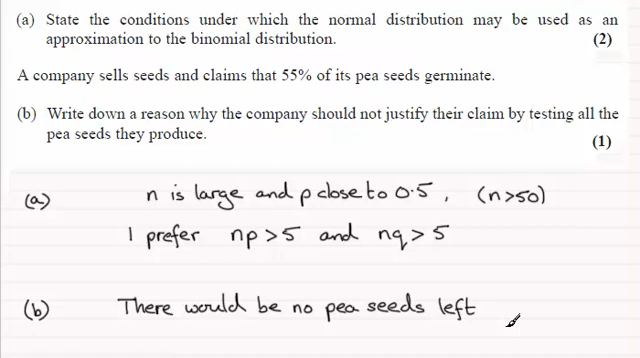 (a) State the conditions under which the normal distribution may be used as an
approximation to the binomial distribution.
(2)
A company sells seeds and claims that 55% of its pea seeds germinate.
(b) Write down a reason why the company should not justify their claim by testing all the
pea seeds they produce.
(1)
(a) n is large and p close to 0.5, (n>50)
I prefer np>5 and nq>5
(b) There would be no pea seeds left